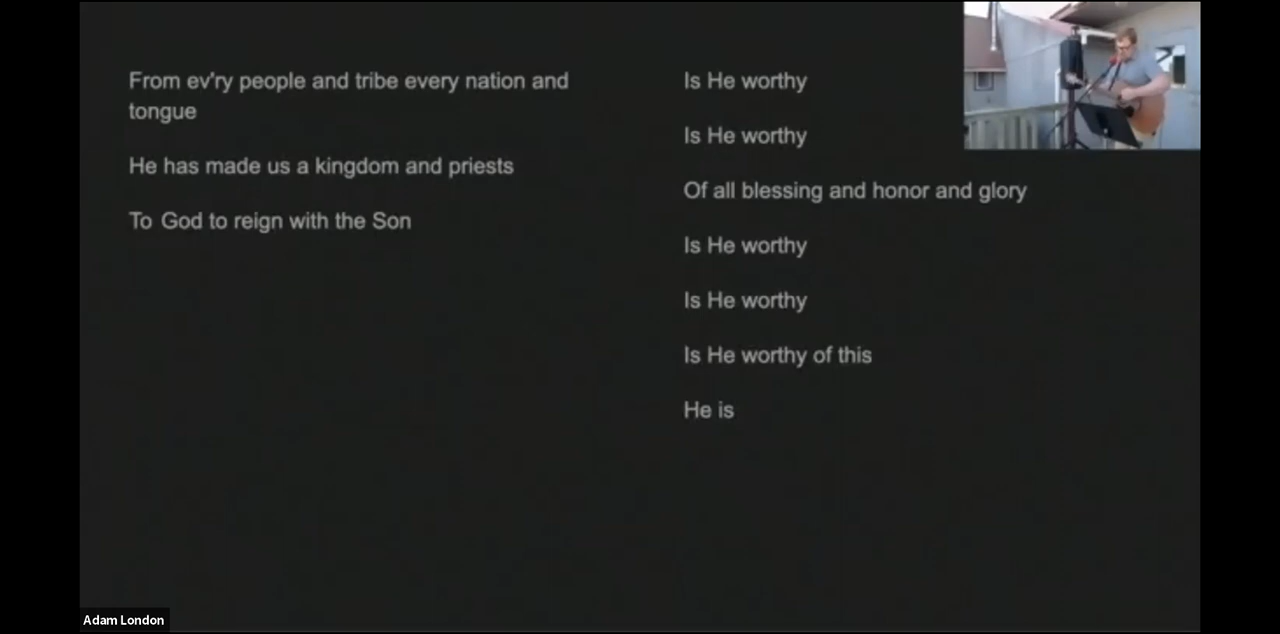 From ev'ry people and tribe every nation and
tongue
He has made us a kingdom and priests
To God to reign with the Son
Is He worthy
Is He worthy
Of all blessing and honor and glory
Is He worthy
Is He worthy
Is He worthy of this
He is
Adam London